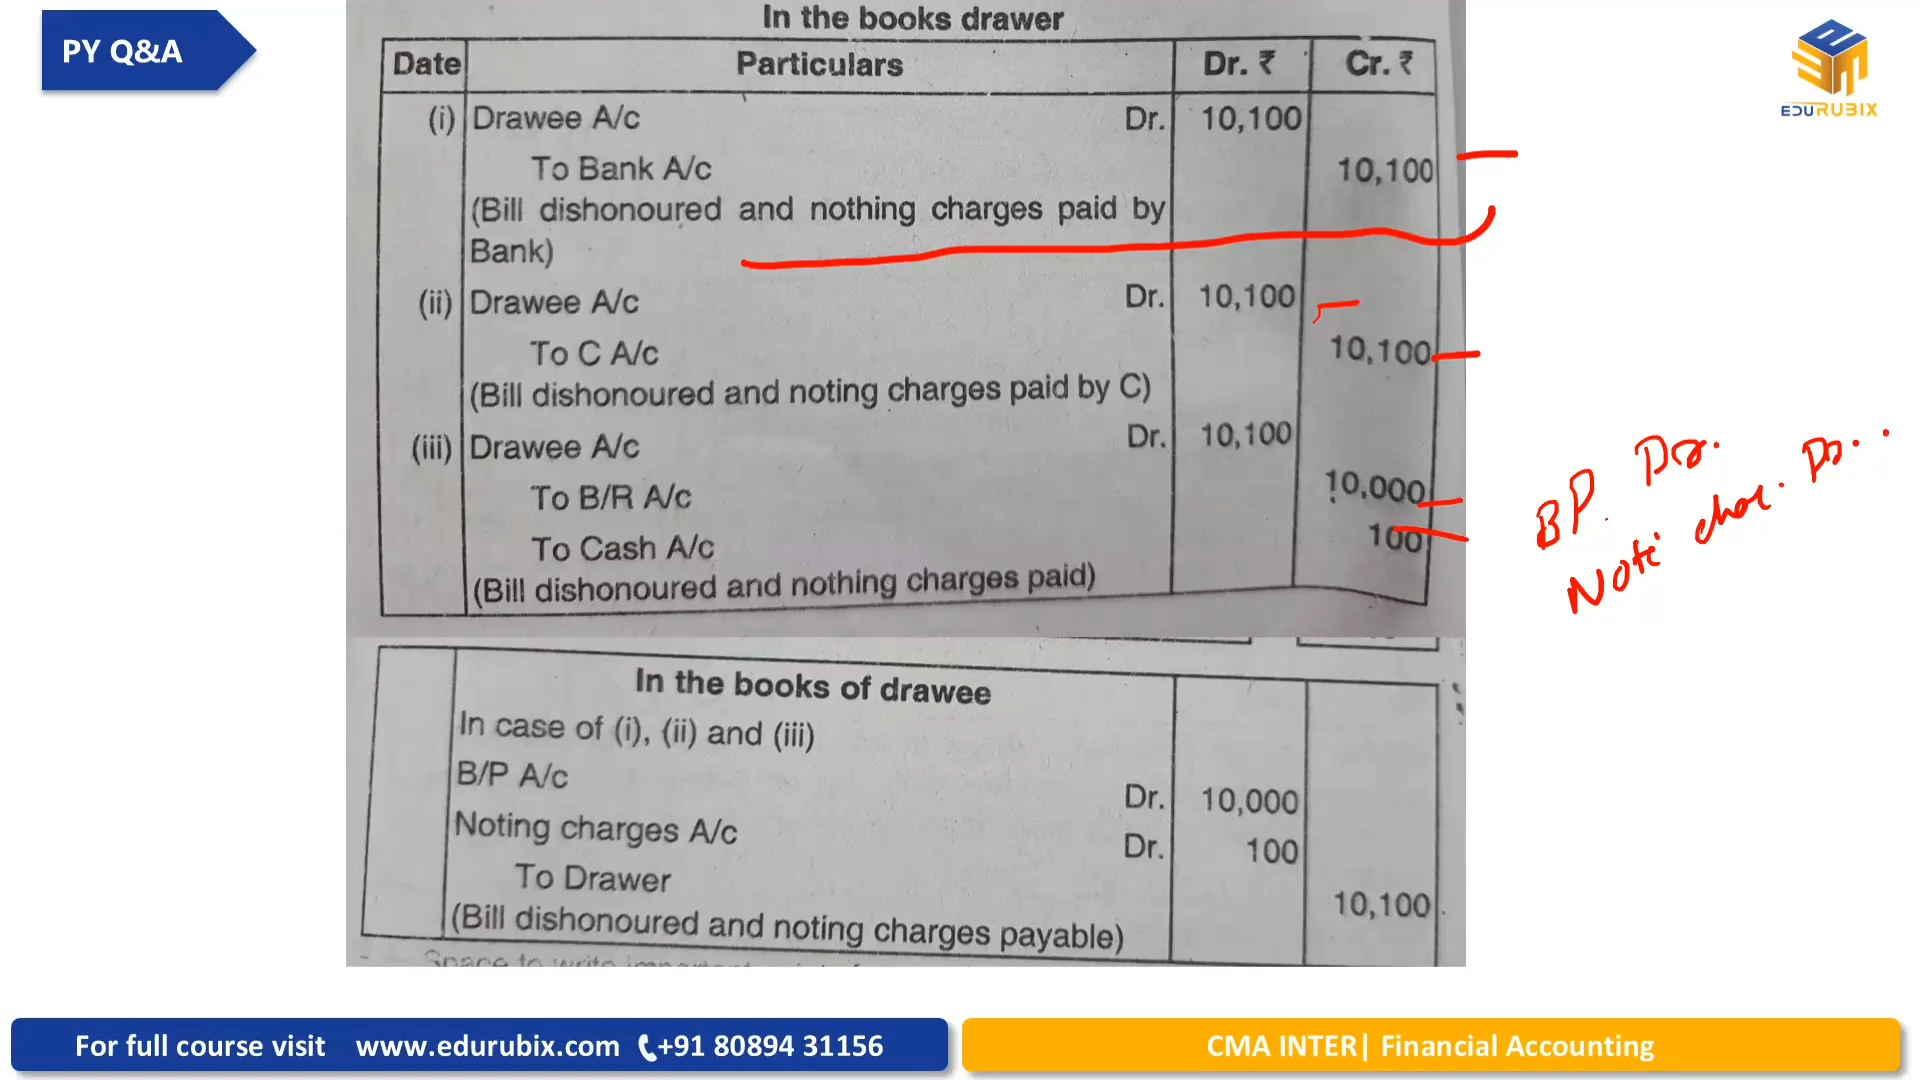 PY Q&A
EDURUBIX
In the books drawer
Date Particulars Dr. ₹ Cr. ₹
(i) Drawee A/c Dr. 10,100
To Bank A/c 10,100
(Bill dishonoured and nothing charges paid by
Bank)
(ii) Drawee A/c Dr. 10,100
To C A/c 10,100
(Bill dishonoured and noting charges paid by C)
(iii) Drawee A/c Dr. 10,100
To B/R A/c 10,000
To Cash A/c 100
(Bill dishonoured and nothing charges paid)
BP. Dr.
Noti char. Dr..
In the books of drawee
In case of (i), (ii) and (iii)
B/P A/c Dr. 10,000
Noting charges A/c Dr. 100
To Drawer 10,100
(Bill dishonoured and noting charges payable)
Space to write important
For full course visit www.edurubix.com +91 80894 31156
CMA INTER| Financial Accounting